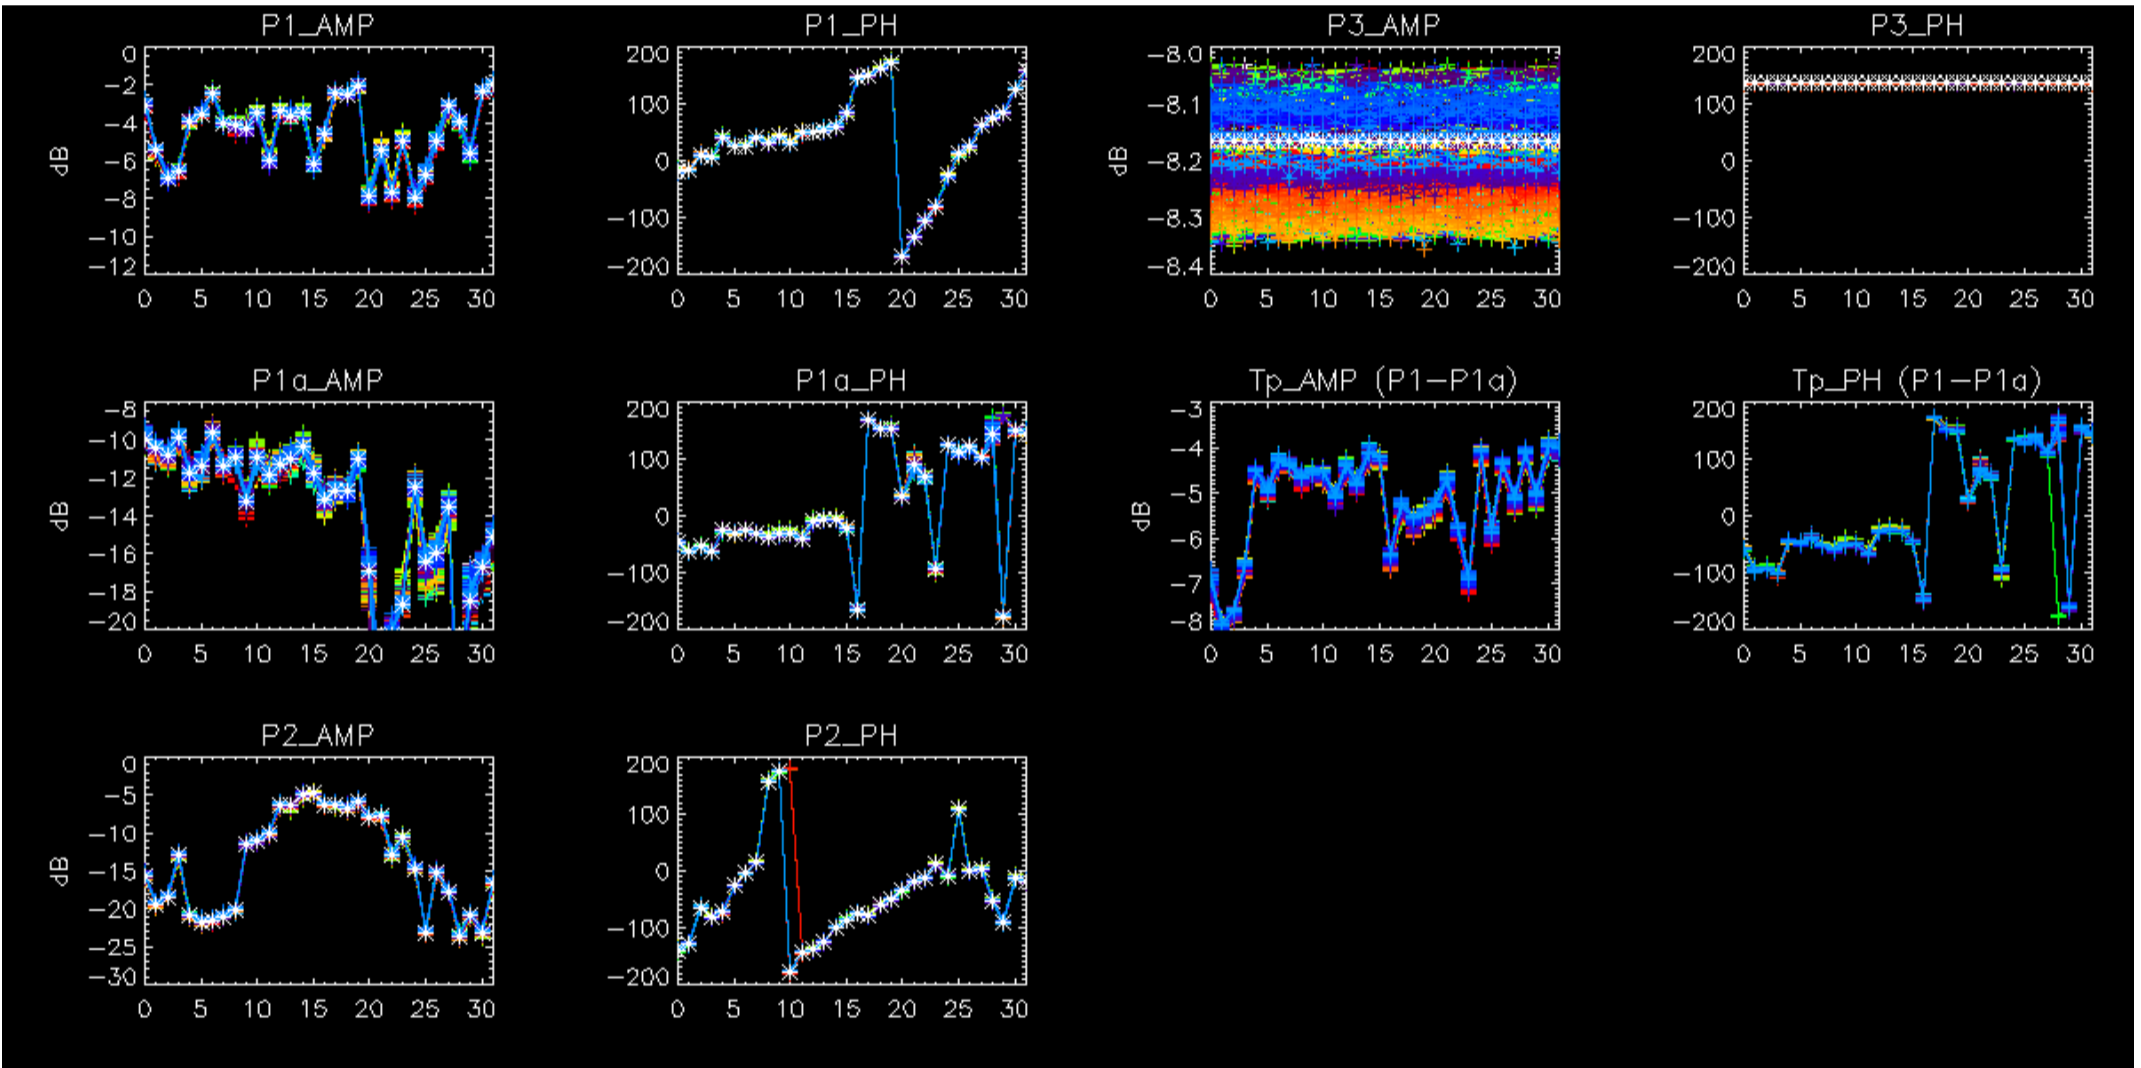 P1_AMP
P1_PH
P3_AMP
P3_PH
0
−2
−4
−6
−8
−10
−12
dB
0 5 10 15 20 25 30
200
100
0
−100
−200
0 5 10 15 20 25 30
−8.0
−8.1
−8.2
−8.3
−8.4
dB
0 5 10 15 20 25 30
200
100
0
−100
−200
0 5 10 15 20 25 30
P1a_AMP
P1a_PH
Tp_AMP (P1−P1a)
Tp_PH (P1−P1a)
−8
−10
−12
−14
−16
−18
−20
dB
0 5 10 15 20 25 30
200
100
0
−100
−200
0 5 10 15 20 25 30
−3
−4
−5
−6
−7
−8
dB
0 5 10 15 20 25 30
200
100
0
−100
−200
0 5 10 15 20 25 30
P2_AMP
P2_PH
0
−5
−10
−15
−20
−25
−30
dB
0 5 10 15 20 25 30
200
100
0
−100
−200
0 5 10 15 20 25 30